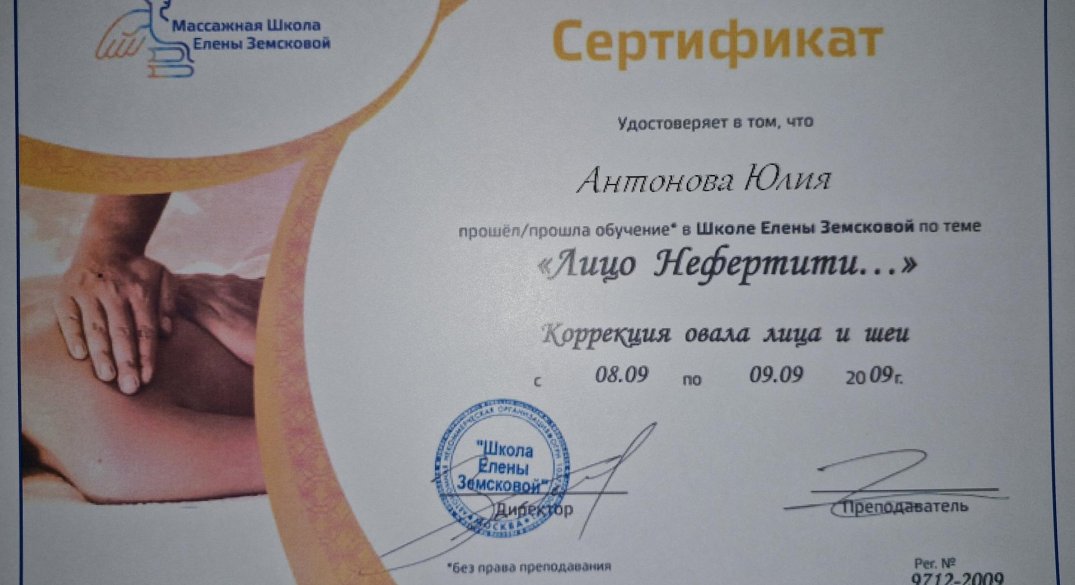 Массажная Школа
Елены Земсковой
Сертификат
Удостоверяет в том, что
Антонова Юлия
прошёл/прошла обучение* в Школе Елены Земсковой по теме
«Лицо Нефертити...»
Коррекция овала лица и шеи
с 08.09 по 09.09 2009г.
"Школа
Елены
Земсковой"
МОСКВА
Директор
Преподаватель
*без права преподавания
Рег. №
9712-2009